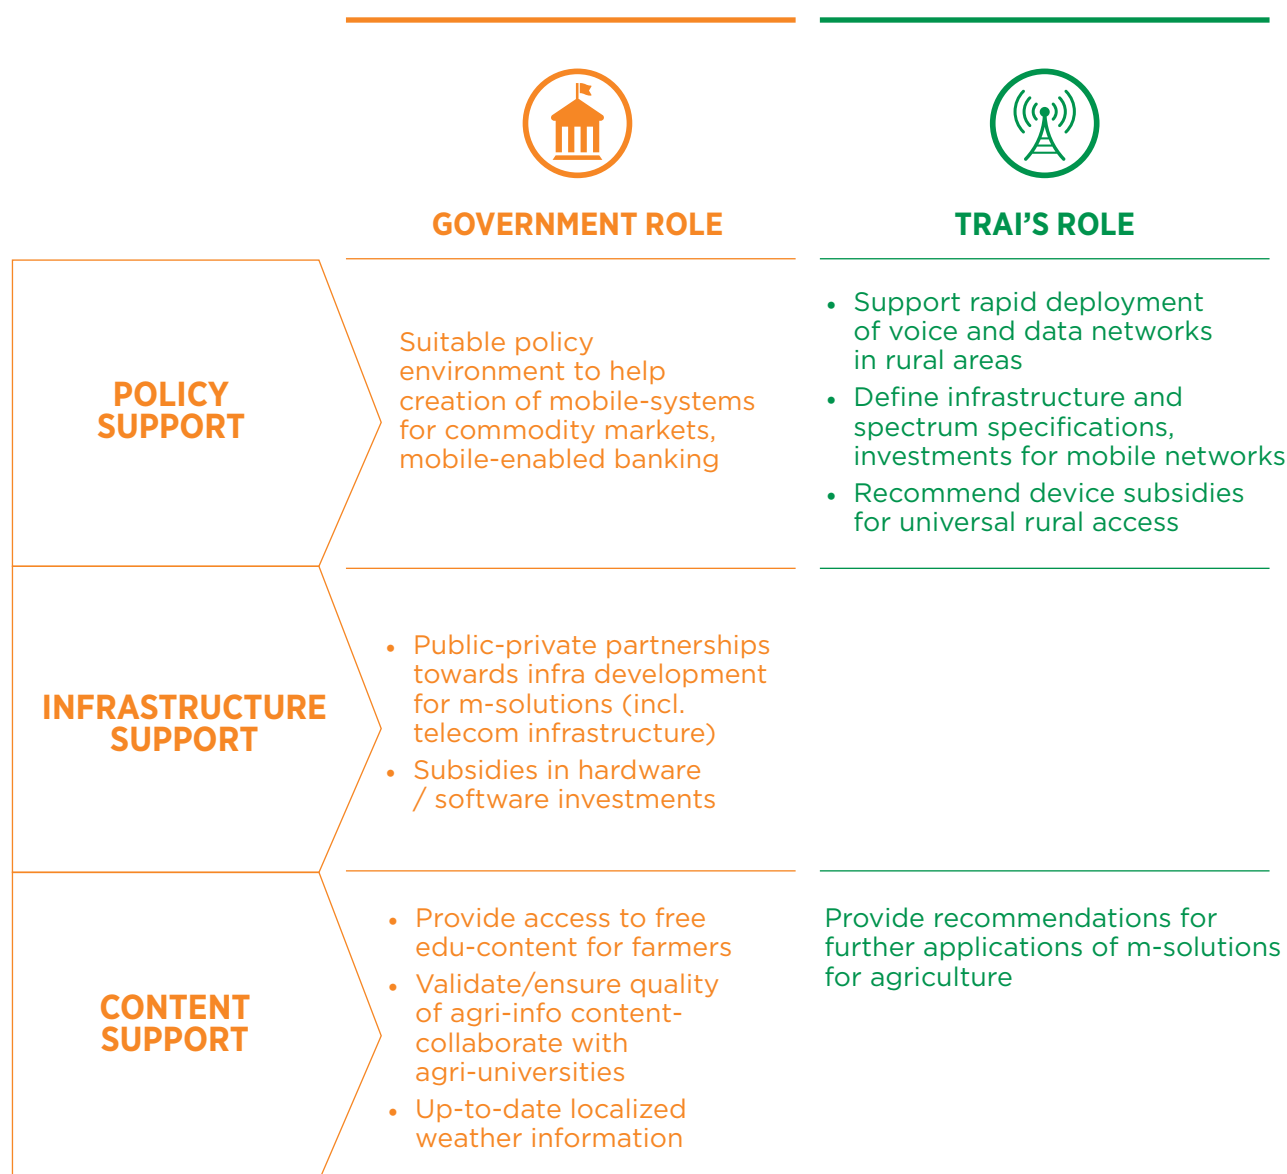 GOVERNMENT ROLE
TRAI'S ROLE
POLICY
SUPPORT
Suitable policy
environment to help
creation of mobile-systems
for commodity markets,
mobile-enabled banking
• Support rapid deployment
of voice and data networks
in rural areas
• Define infrastructure and
spectrum specifications,
investments for mobile networks
• Recommend device subsidies
for universal rural access
INFRASTRUCTURE
SUPPORT
• Public-private partnerships
towards infra development
for m-solutions (incl.
telecom infrastructure)
• Subsidies in hardware
/ software investments
CONTENT
SUPPORT
• Provide access to free
edu-content for farmers
• Validate/ensure quality
of agri-info content-
collaborate with
agri-universities
• Up-to-date localized
weather information
Provide recommendations for
further applications of m-solutions
for agriculture